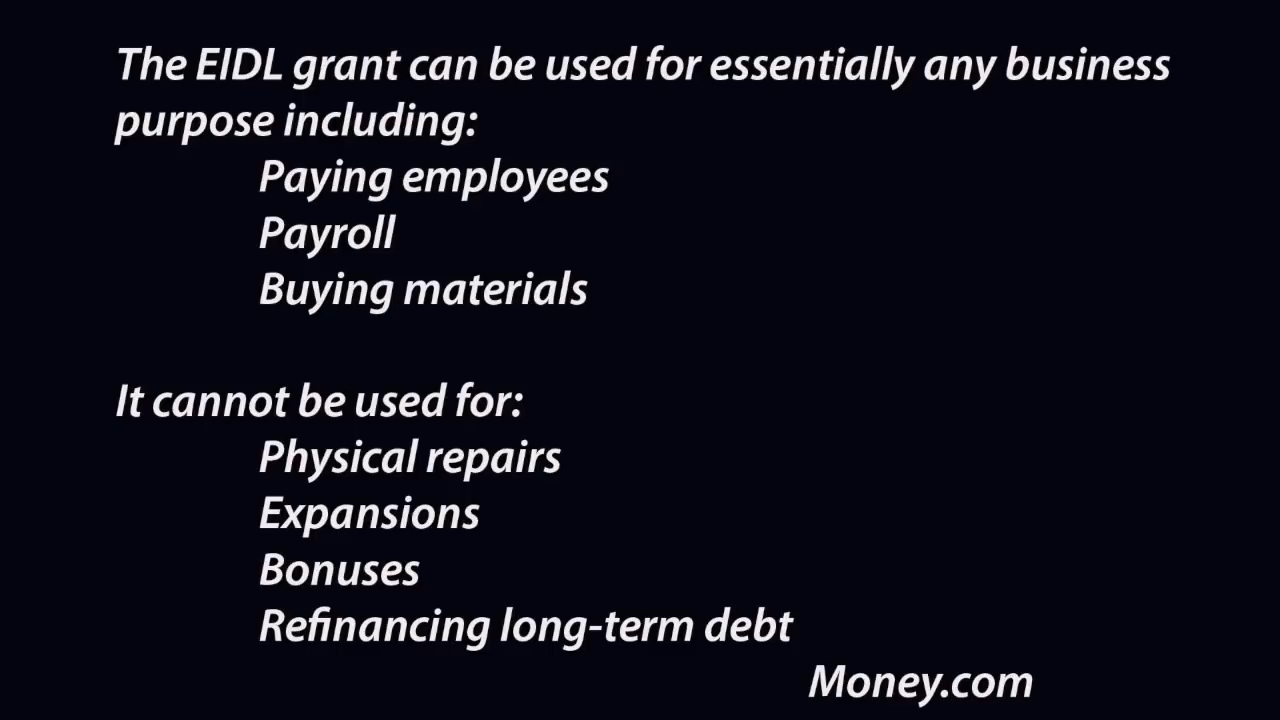 The EIDL grant can be used for essentially any business
purpose including:
Paying employees
Payroll
Buying materials
It cannot be used for:
Physical repairs
Expansions
Bonuses
Refinancing long-term debt
Money.com